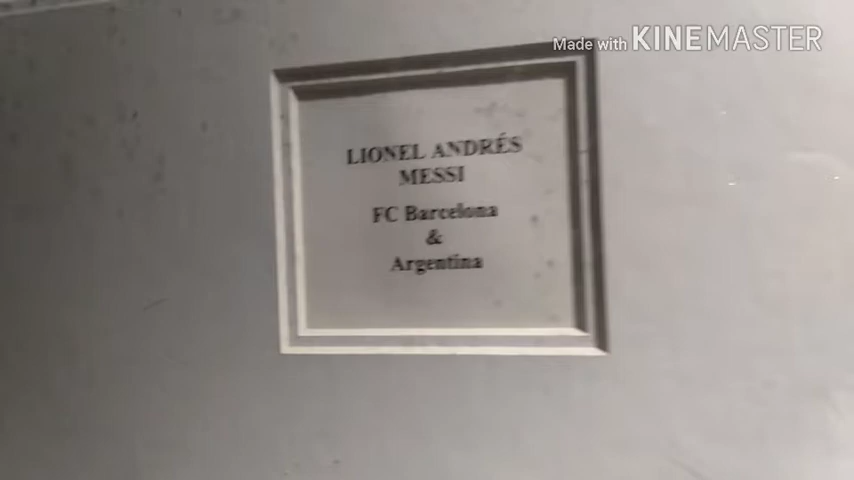 Made with KINEMASTER
LIONEL ANDRÉS
MESSI
FC Barcelona
&
Argentina